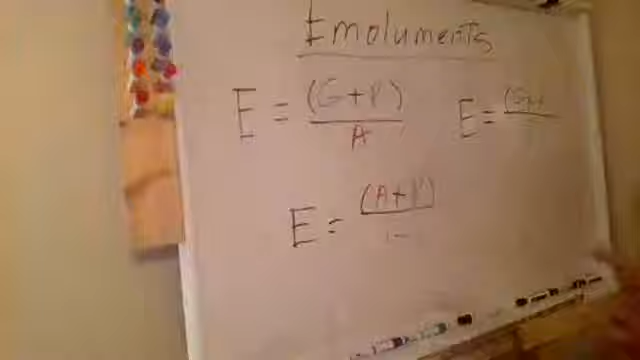 Emoluments
E = (G+P)
A
E =
E = (A+P)